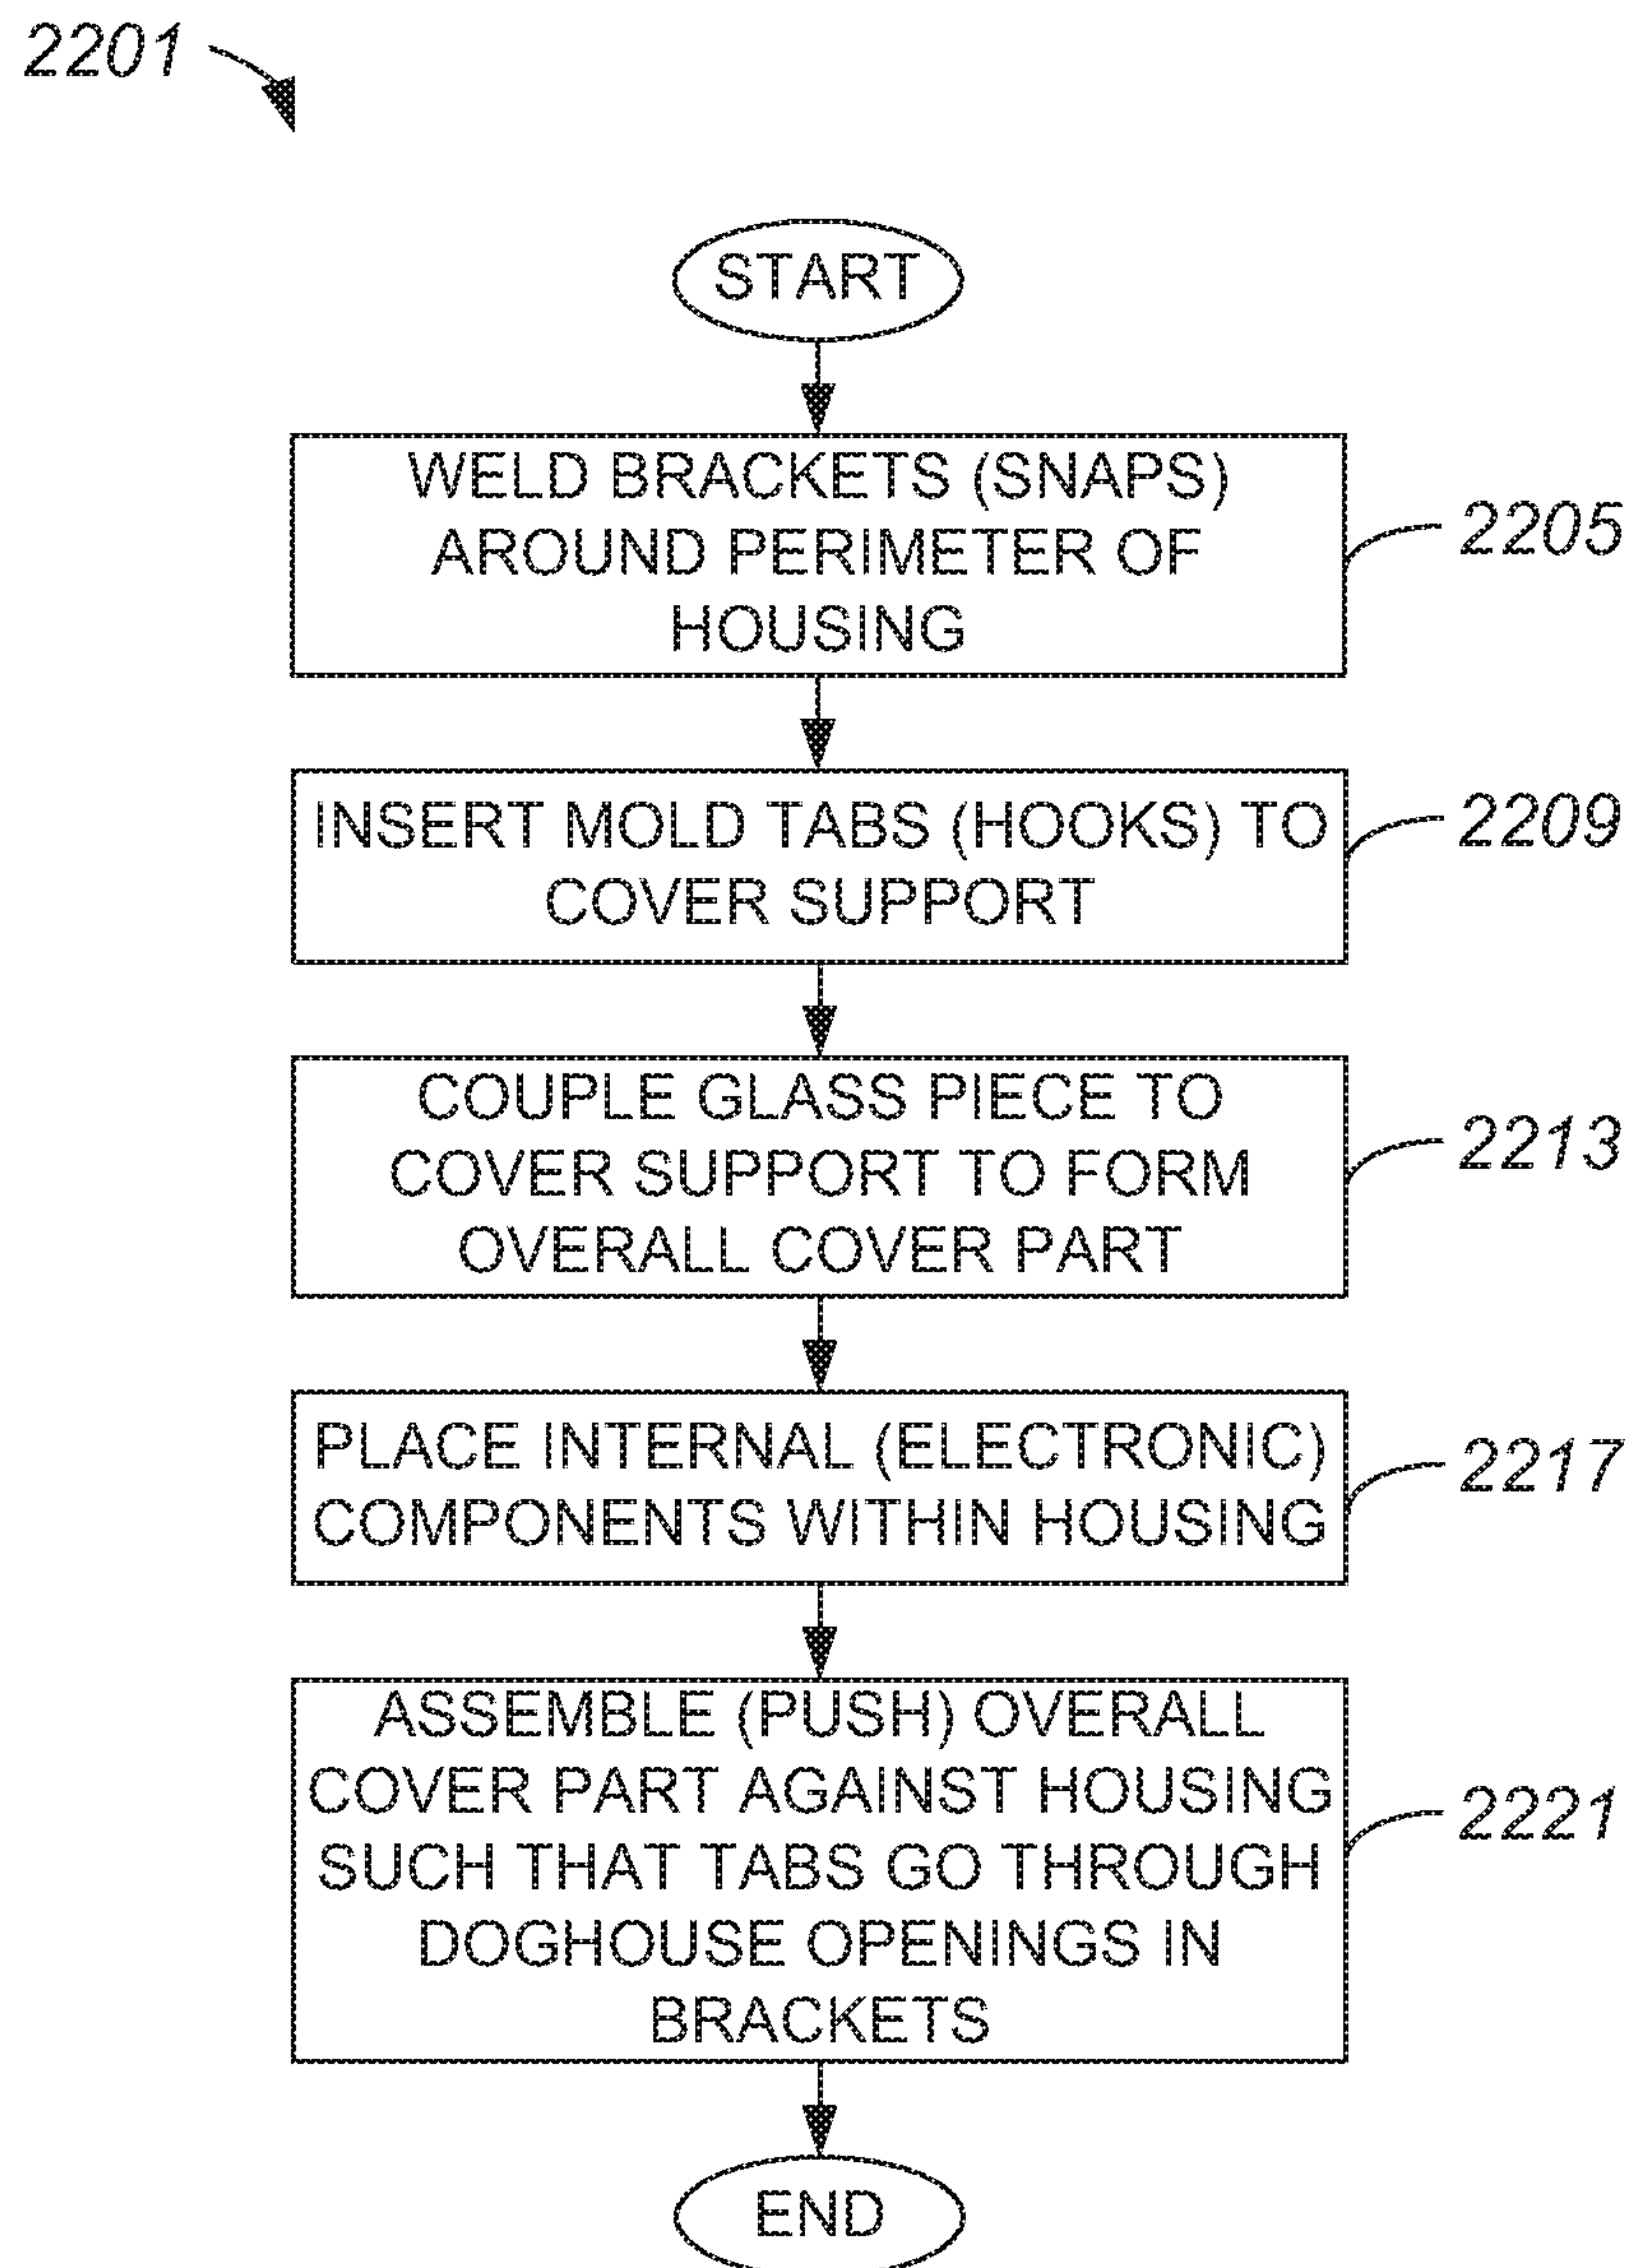 2201
START
WELD BRACKETS (SNAPS)
AROUND PERIMETER OF
HOUSING
2205
INSERT MOLD TABS (HOOKS) TO
COVER SUPPORT
2209
COUPLE GLASS PIECE TO
COVER SUPPORT TO FORM
OVERALL COVER PART
2213
PLACE INTERNAL (ELECTRONIC)
COMPONENTS WITHIN HOUSING
2217
ASSEMBLE (PUSH) OVERALL
COVER PART AGAINST HOUSING
SUCH THAT TABS GO THROUGH
DOGHOUSE OPENINGS IN
BRACKETS
2221
END